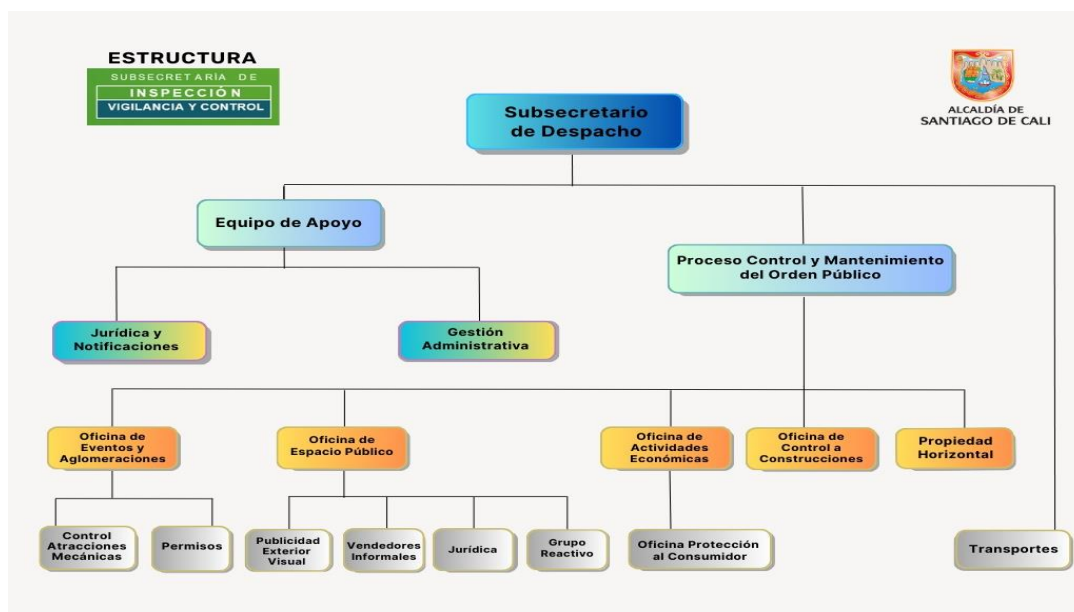 ESTRUCTURA
SUBSECRETARÍA DE
INSPECCIÓN
VIGILANCIA Y CONTROL
ALCALDÍA DE
SANTIAGO DE CALI
Subsecretario
de Despacho
Equipo de Apoyo
Proceso Control y Mantenimiento
del Orden Público
Jurídica y
Notificaciones
Gestión
Administrativa
Oficina de
Eventos y
Aglomeraciones
Oficina de
Espacio Público
Oficina de
Actividades
Económicas
Oficina de
Control a
Construcciones
Propiedad
Horizontal
Control
Atracciones
Mecánicas
Permisos
Publicidad
Exterior
Visual
Vendedores
Informales
Jurídica
Grupo
Reactivo
Oficina Protección
al Consumidor
Transportes